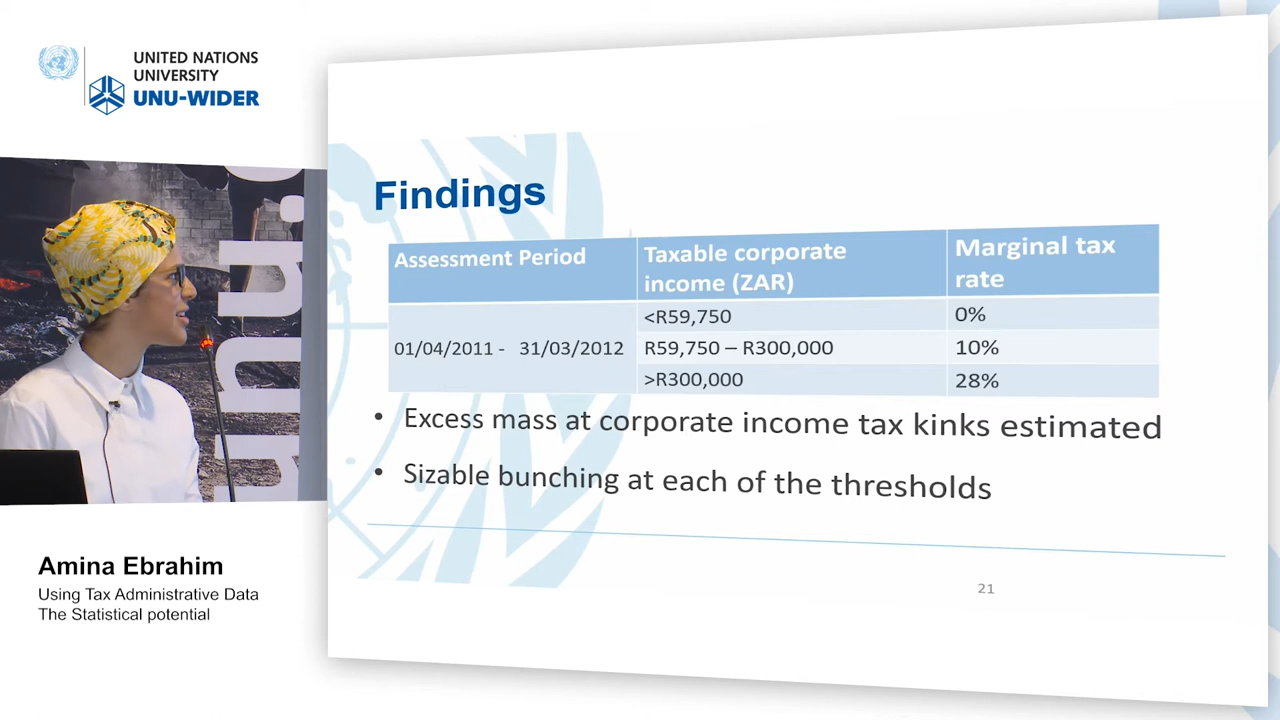 UNITED NATIONS
UNIVERSITY
UNU-WIDER
unu.
Amina Ebrahim
Using Tax Administrative Data
The Statistical potential
Findings
Assessment Period
Taxable corporate
income (ZAR)
Marginal tax
rate
01/04/2011 - 31/03/2012
<R59,750
0%
R59,750 – R300,000
10%
>R300,000
28%
• Excess mass at corporate income tax kinks estimated
• Sizable bunching at each of the thresholds
21